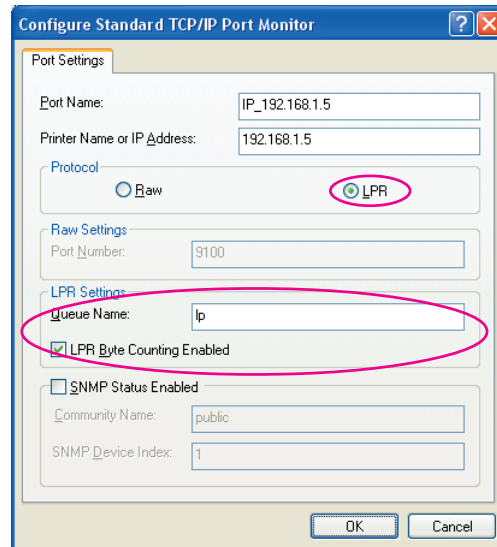 Configure Standard TCP/IP Port Monitor
Port Settings
Port Name:
IP_192.168.1.5
Printer Name or IP Address:
192.168.1.5
Protocol
Raw
LPR
Raw Settings
Port Number:
9100
LPR Settings
Queue Name:
lp
LPR Byte Counting Enabled
SNMP Status Enabled
Community Name:
public
SNMP Device Index:
1
OK
Cancel